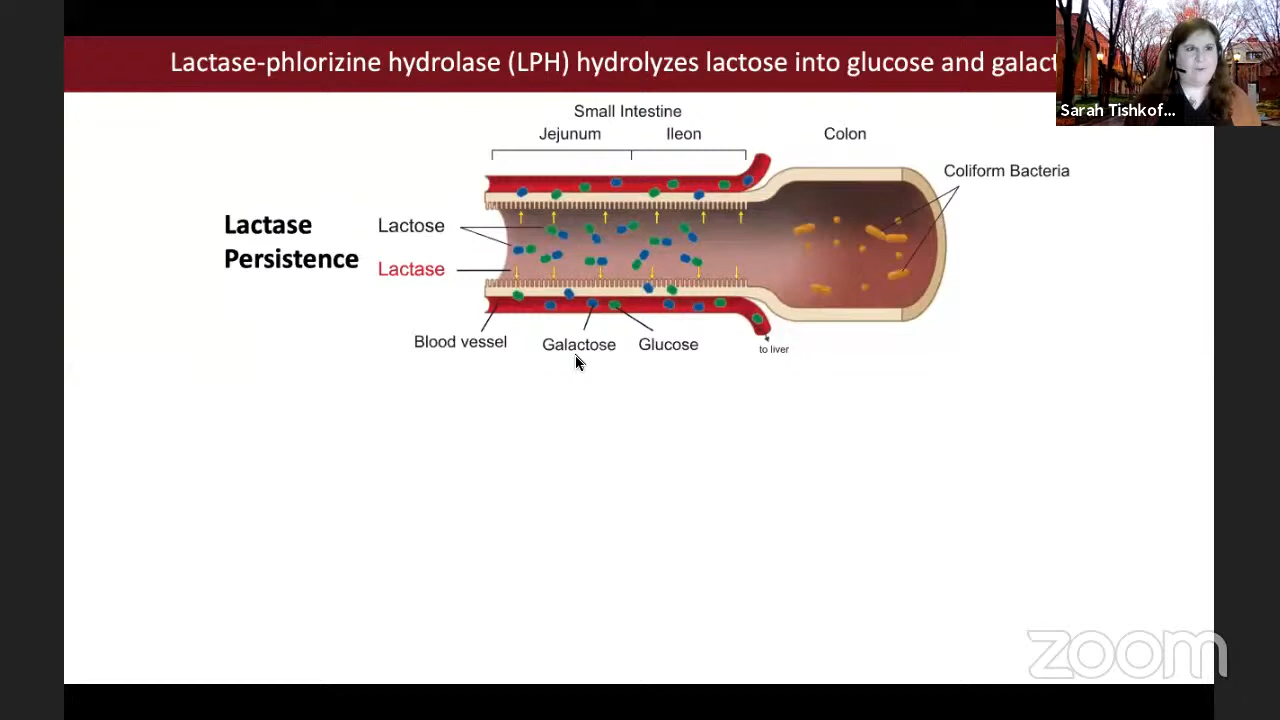 Lactase-phlorizine hydrolase (LPH) hydrolyzes lactose into glucose and galact
Sarah Tishkof...
Small Intestine
Jejunum
Ileon
Colon
Coliform Bacteria
Lactase
Persistence
Lactose
Lactase
Blood vessel
Galactose
Glucose
to liver
zoom